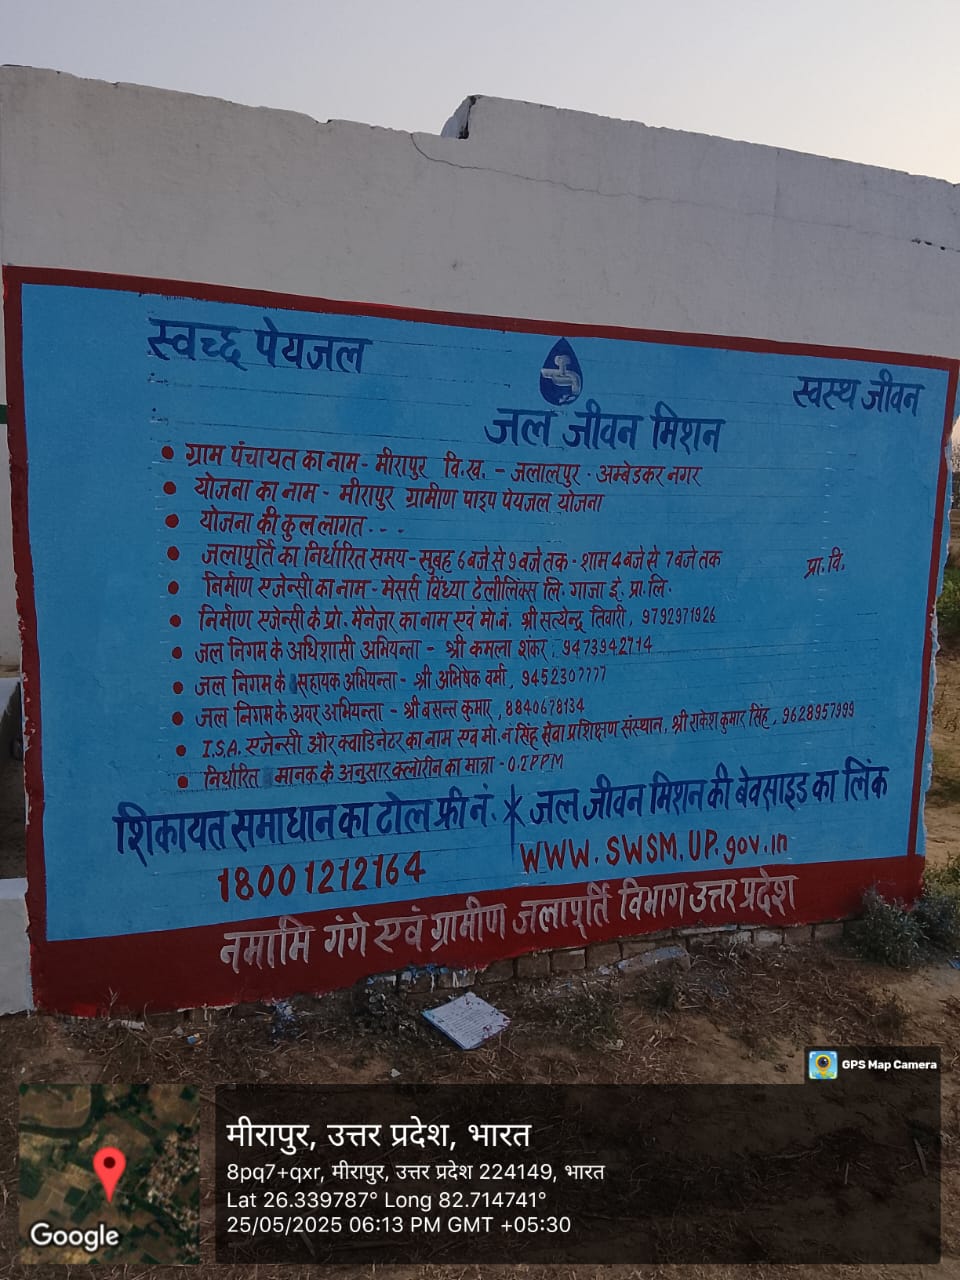 स्वच्छ पेयजल
स्वस्थ जीवन
जल जीवन मिशन
• ग्राम पंचायत का नाम - मीरापुर वि.ख. - जलालपुर - अम्बेडकर नगर
• योजना का नाम - मीरापुर ग्रामीण पाइप पेयजल योजना
• योजना की कुल लागत - - -
• जलापूर्ति का निर्धारित समय - सुबह 6 बजे से 9 बजे तक - शाम 4 बजे से 7 बजे तक
प्रा. वि.
• निर्माण एजेन्सी का नाम - मेसर्स विंध्या टेलीलिंक्स लि. गाजा इं. प्रा. लि.
• निर्माण एजेन्सी के प्रो. मैनेजर का नाम एवं मो. नं. श्री सत्येन्द्र तिवारी, 9792971926
• जल निगम के अधिशासी अभियन्ता - श्री कमला शंकर, 9473942714
• जल निगम के सहायक अभियन्ता - श्री अभिषेक वर्मा, 9452307777
• जल निगम के अवर अभियन्ता - श्री बसन्त कुमार, 8840678134
• I.S.A. एजेन्सी और क्वाडिनेटर का नाम एवं मो. नं सिंह सेवा प्रशिक्षण संस्थान, श्री राकेश कुमार सिंह, 9628957999
• निर्धारित मानक के अनुसार क्लोरीन का मात्रा - 0.2 PPM
शिकायत समाधान का टोल फ्री नं. * जल जीवन मिशन की बेवसाइड का लिंक
18001212164 WWW.SWSM.UP.gov.in
नमामि गंगे एवं ग्रामीण जलापूर्ति विभाग उत्तर प्रदेश
GPS Map Camera
मीरापुर, उत्तर प्रदेश, भारत
8pq7+qxr, मीरापुर, उत्तर प्रदेश 224149, भारत
Lat 26.339787° Long 82.714741°
25/05/2025 06:13 PM GMT +05:30
Google